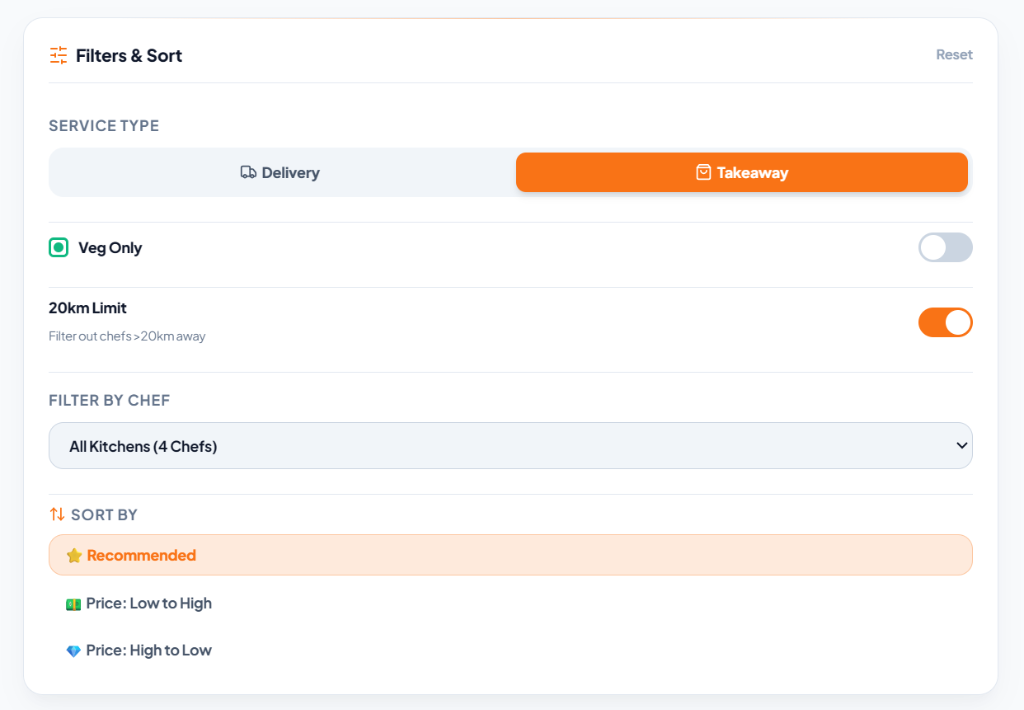 Filters & Sort
Reset
SERVICE TYPE
Delivery
Takeaway
Veg Only
20km Limit
Filter out chefs >20km away
FILTER BY CHEF
All Kitchens (4 Chefs)
SORT BY
Recommended
Price: Low to High
Price: High to Low